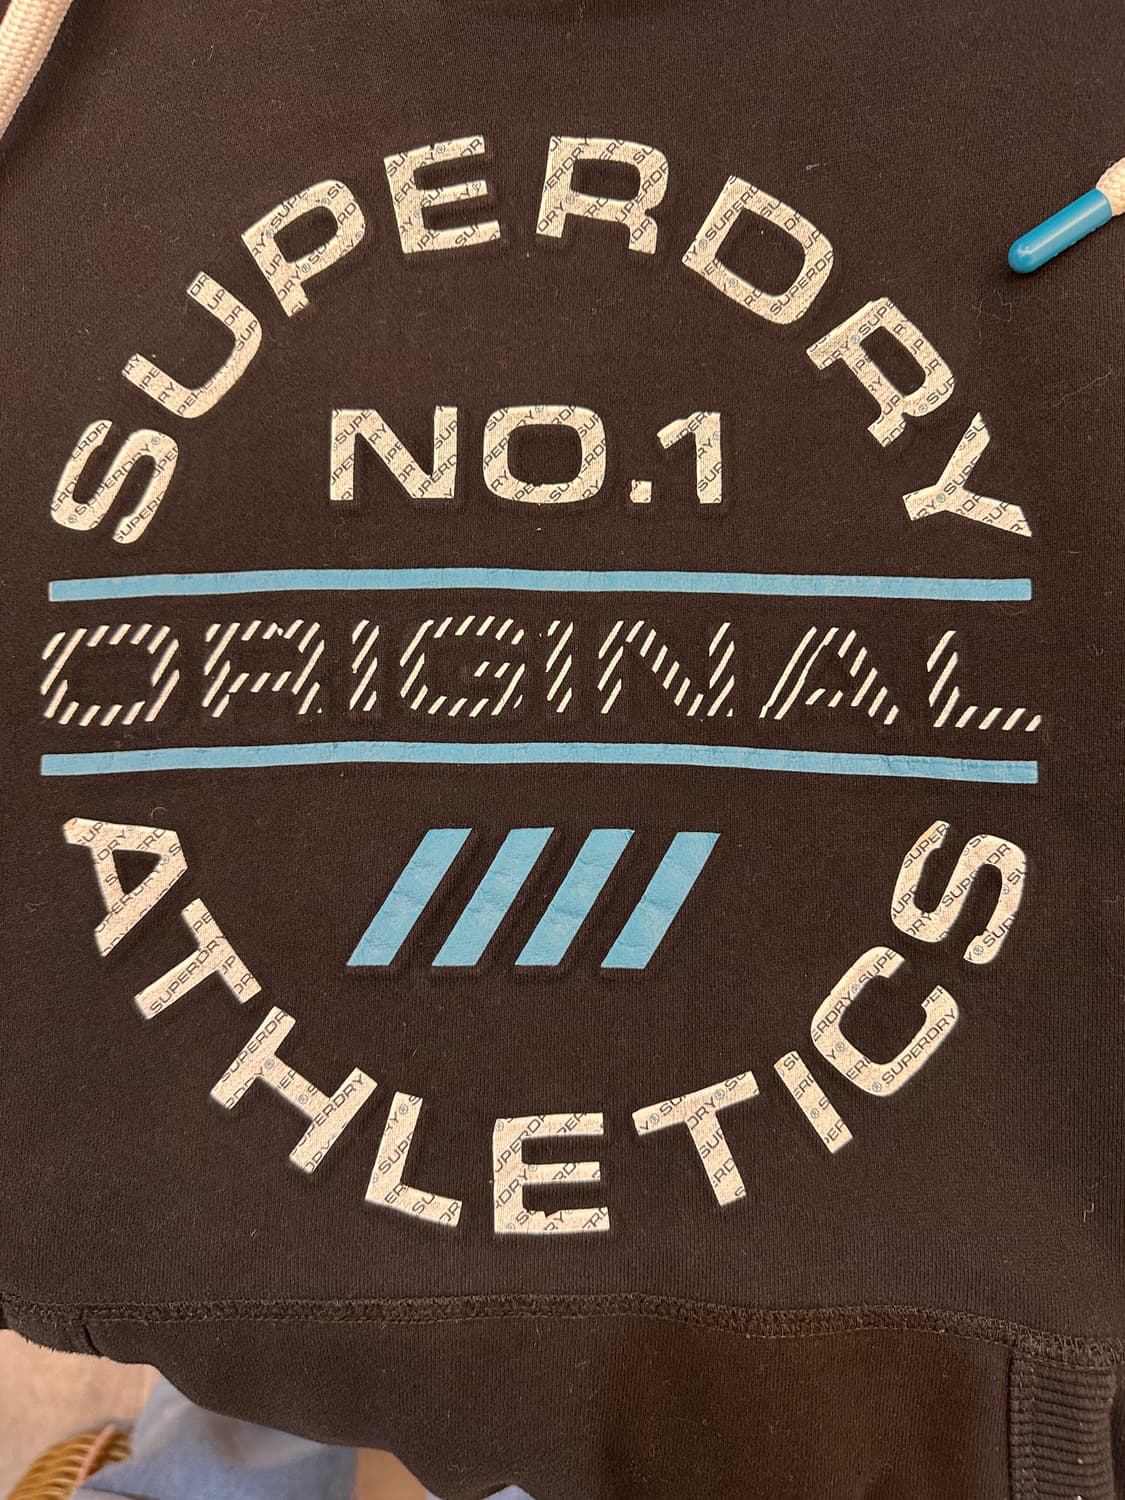 SUPERDRY
NO.1
ORIGINAL
ATHLETICS